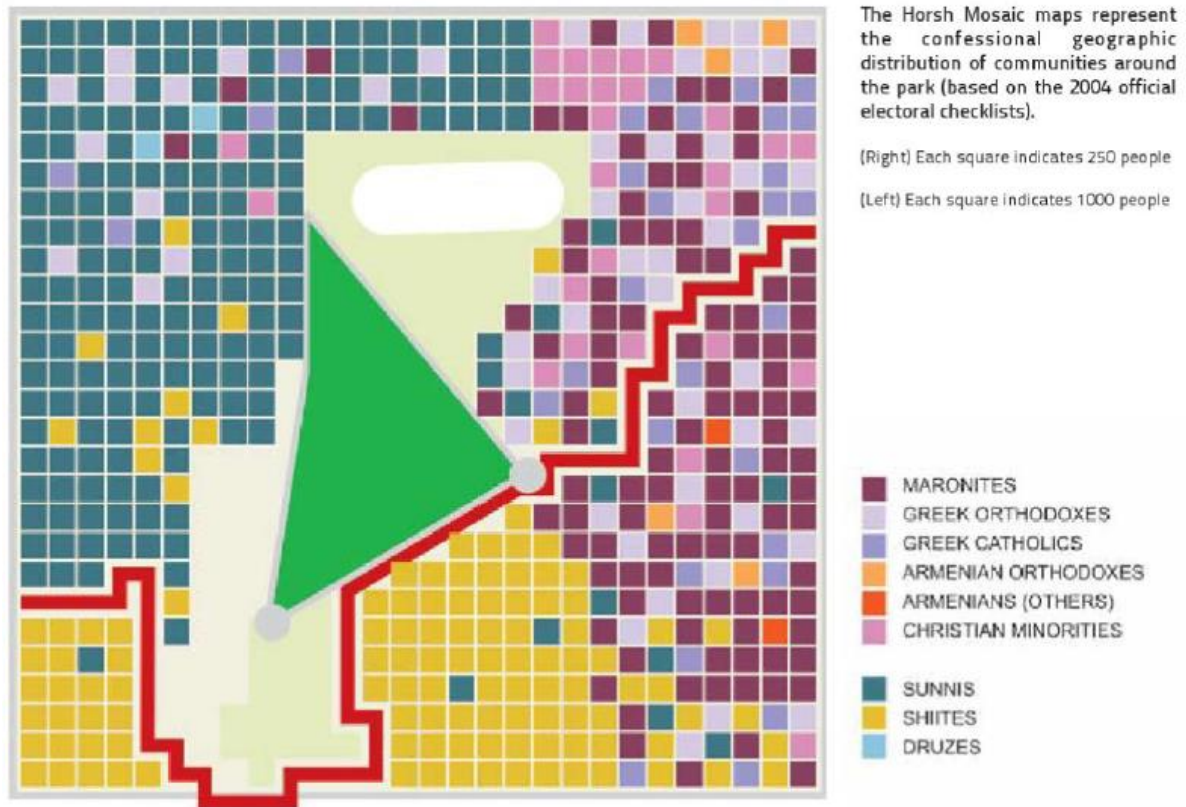 The Horsh Mosaic maps represent
the confessional geographic
distribution of communities around
the park (based on the 2004 official
electoral checklists).
(Right) Each square indicates 250 people
(Left) Each square indicates 1000 people
MARONITES
GREEK ORTHODOXES
GREEK CATHOLICS
ARMENIAN ORTHODOXES
ARMENIANS (OTHERS)
CHRISTIAN MINORITIES
SUNNIS
SHIITES
DRUZES